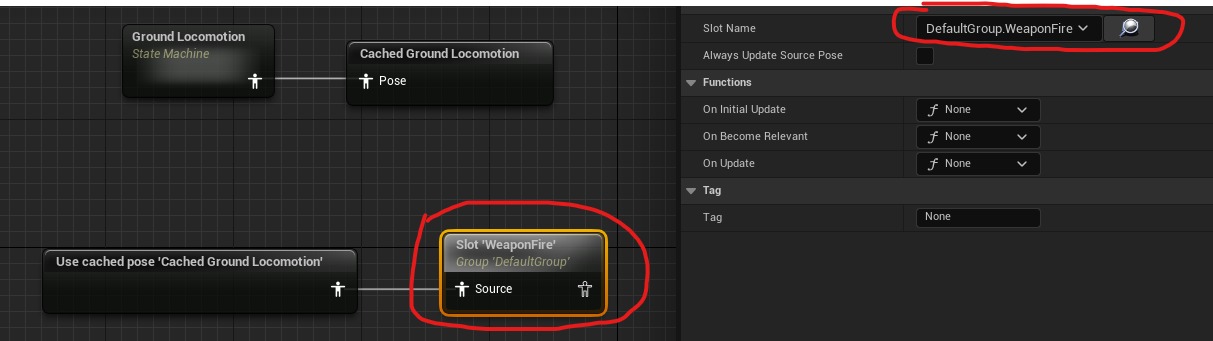 Ground Locomotion
State Machine
Cached Ground Locomotion
Pose
Use cached pose 'Cached Ground Locomotion'
Slot 'WeaponFire'
Group 'DefaultGroup'
Source
Slot Name
DefaultGroup.WeaponFire
Always Update Source Pose
Functions
On Initial Update
None
On Become Relevant
None
On Update
None
Tag
Tag
None